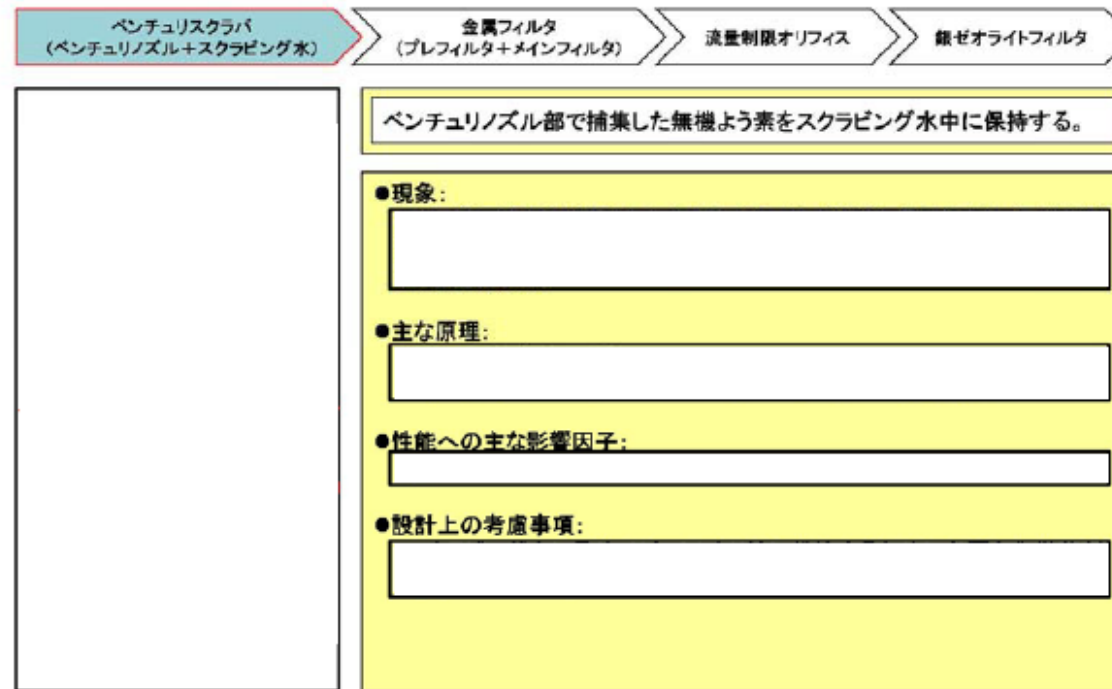 ベンチュリスクラバ
(ベンチュリノズル+スクラビング水)
金属フィルタ
(プレフィルタ+メインフィルタ)
流量制限オリフィス
銀ゼオライトフィルタ
ベンチュリノズル部で捕集した無機よう素をスクラビング水中に保持する。
●現象:
●主な原理:
●性能への主な影響因子:
●設計上の考慮事項: